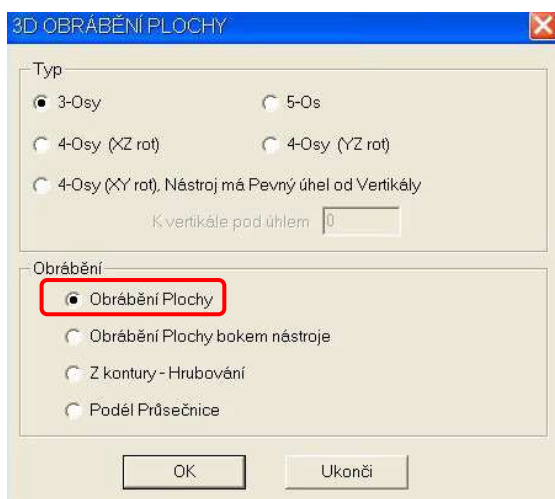 3D OBRÁBĚNÍ PLOCHY
Typ
3-Osy
5-Os
4-Osy (XZ rot)
4-Osy (YZ rot)
4-Osy (XY rot), Nástroj má Pevný úhel od Vertikály
K vertikále pod úhlem 0
Obrábění
Obrábění Plochy
Obrábění Plochy bokem nástroje
Z kontury - Hrubování
Podél Průsečnice
OK
Ukonči